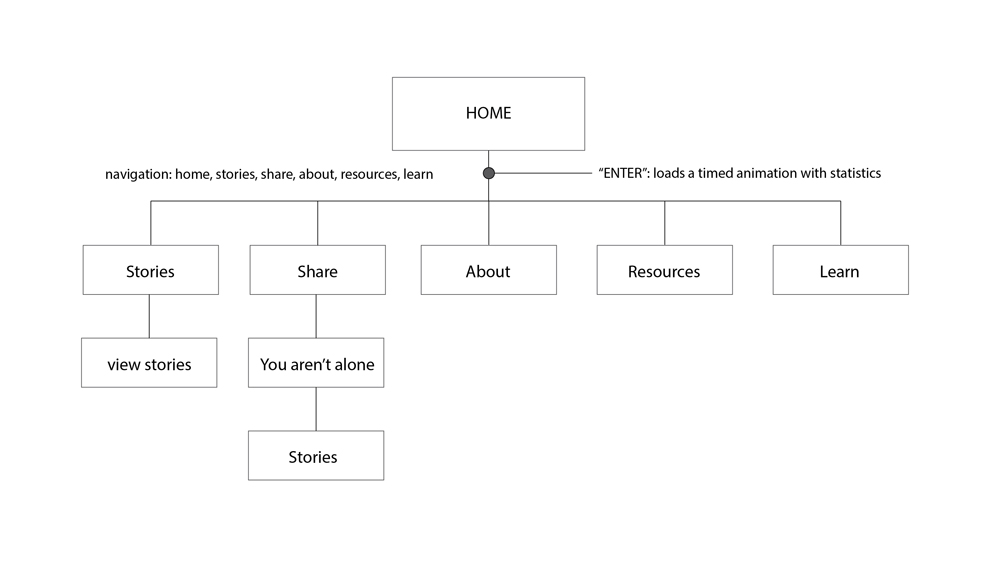 HOME
navigation: home, stories, share, about, resources, learn
“ENTER”: loads a timed animation with statistics
Stories
Share
About
Resources
Learn
view stories
You aren’t alone
Stories